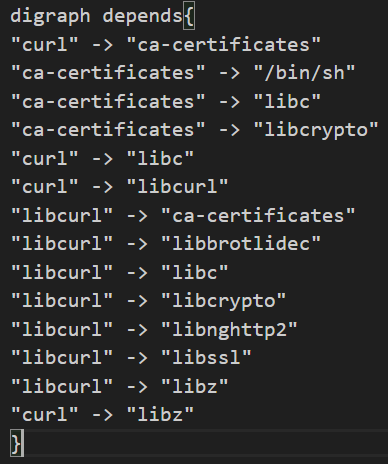 digraph depends{
"curl" -> "ca-certificates"
"ca-certificates" -> "/bin/sh"
"ca-certificates" -> "libc"
"ca-certificates" -> "libcrypto"
"curl" -> "libc"
"curl" -> "libcurl"
"libcurl" -> "ca-certificates"
"libcurl" -> "libbrotlidec"
"libcurl" -> "libc"
"libcurl" -> "libcrypto"
"libcurl" -> "libnghttp2"
"libcurl" -> "libssl"
"libcurl" -> "libz"
"curl" -> "libz"
}